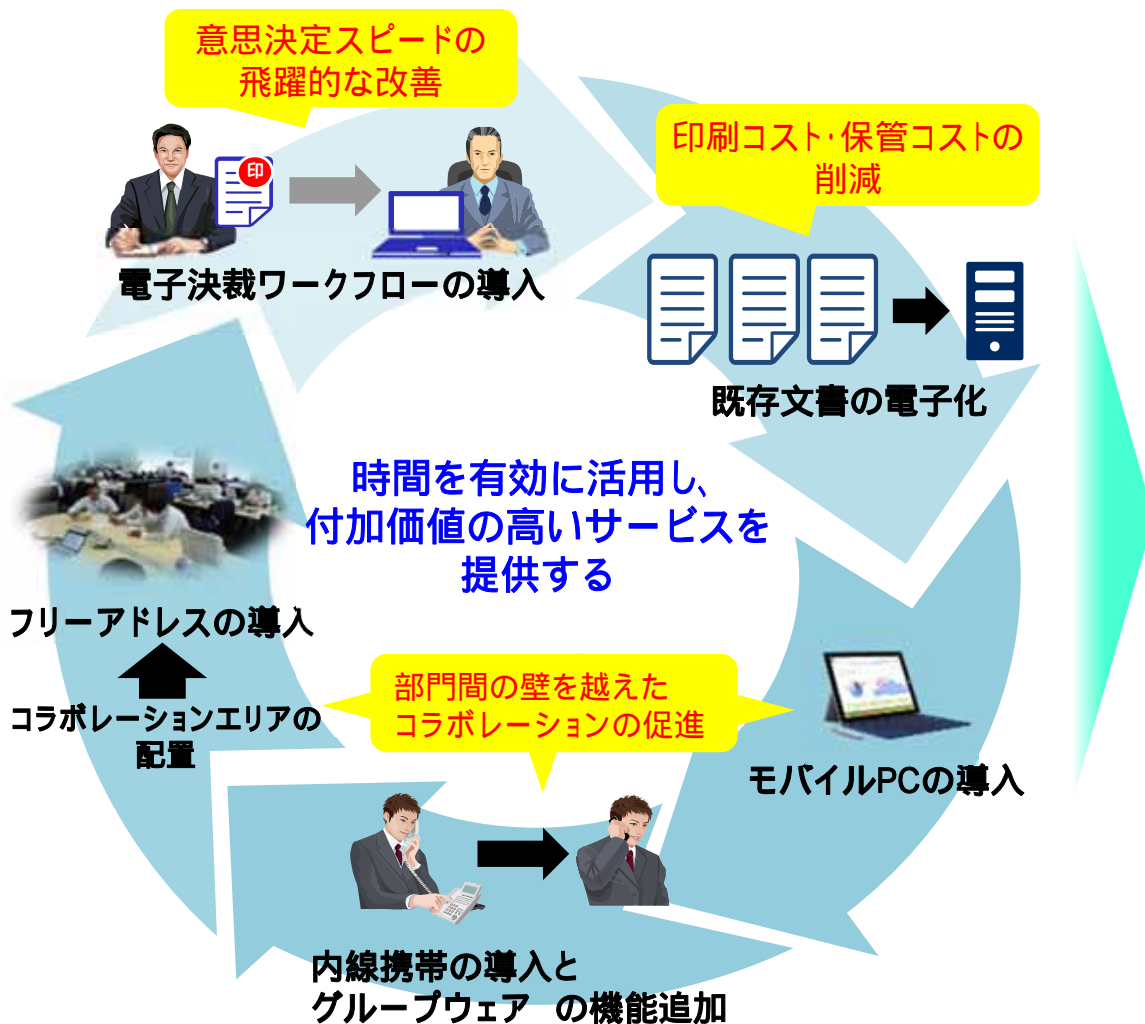 意思決定スピードの
飛躍的な改善
印
電子決裁ワークフローの導入
印刷コスト・保管コストの
削減
既存文書の電子化
時間を有効に活用し、
付加価値の高いサービスを
提供する
フリーアドレスの導入
コラボレーションエリアの
配置
部門間の壁を越えた
コラボレーションの促進
モバイルPCの導入
内線携帯の導入と
グループウェア　の機能追加